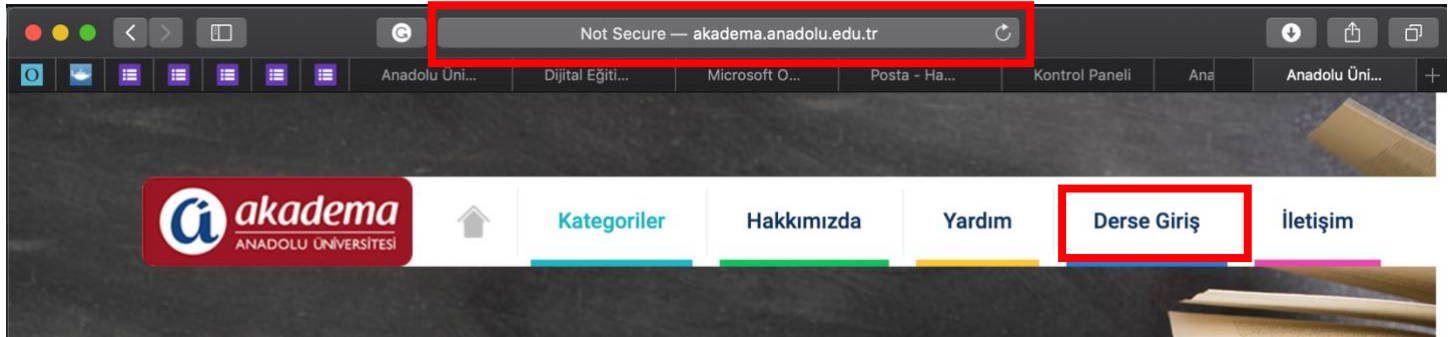 Not Secure — akadema.anadolu.edu.tr
Anadolu Üni... Dijital Eğiti... Microsoft O... Posta - Ha... Kontrol Paneli Ana Anadolu Üni...
akadema
ANADOLU ÜNİVERSİTESİ
Kategoriler Hakkımızda Yardım Derse Giriş İletişim